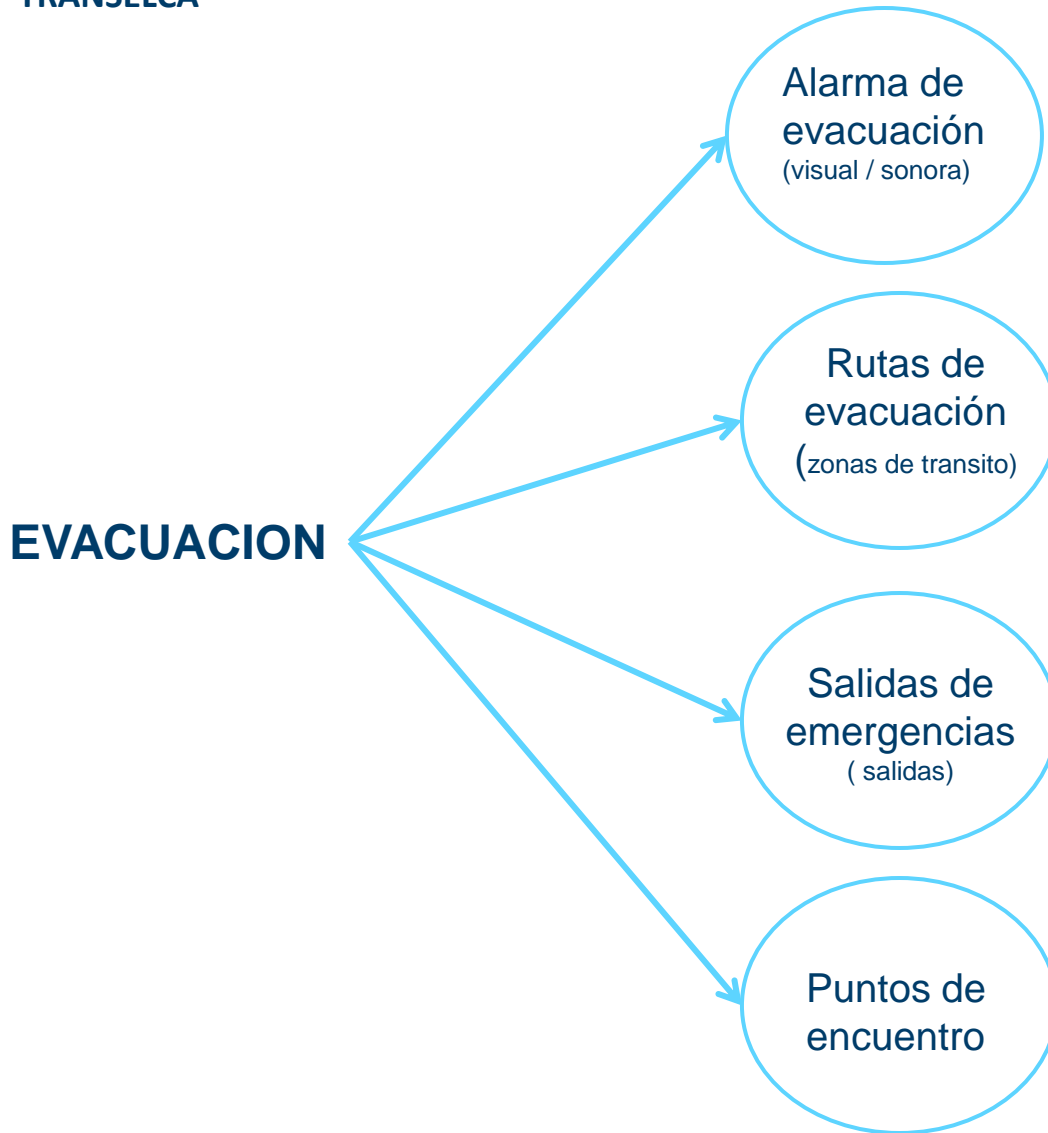 TRANSELCA
Alarma de
evacuación
(visual / sonora)
Rutas de
evacuación
(zonas de transito)
EVACUACION
Salidas de
emergencias
( salidas)
Puntos de
encuentro